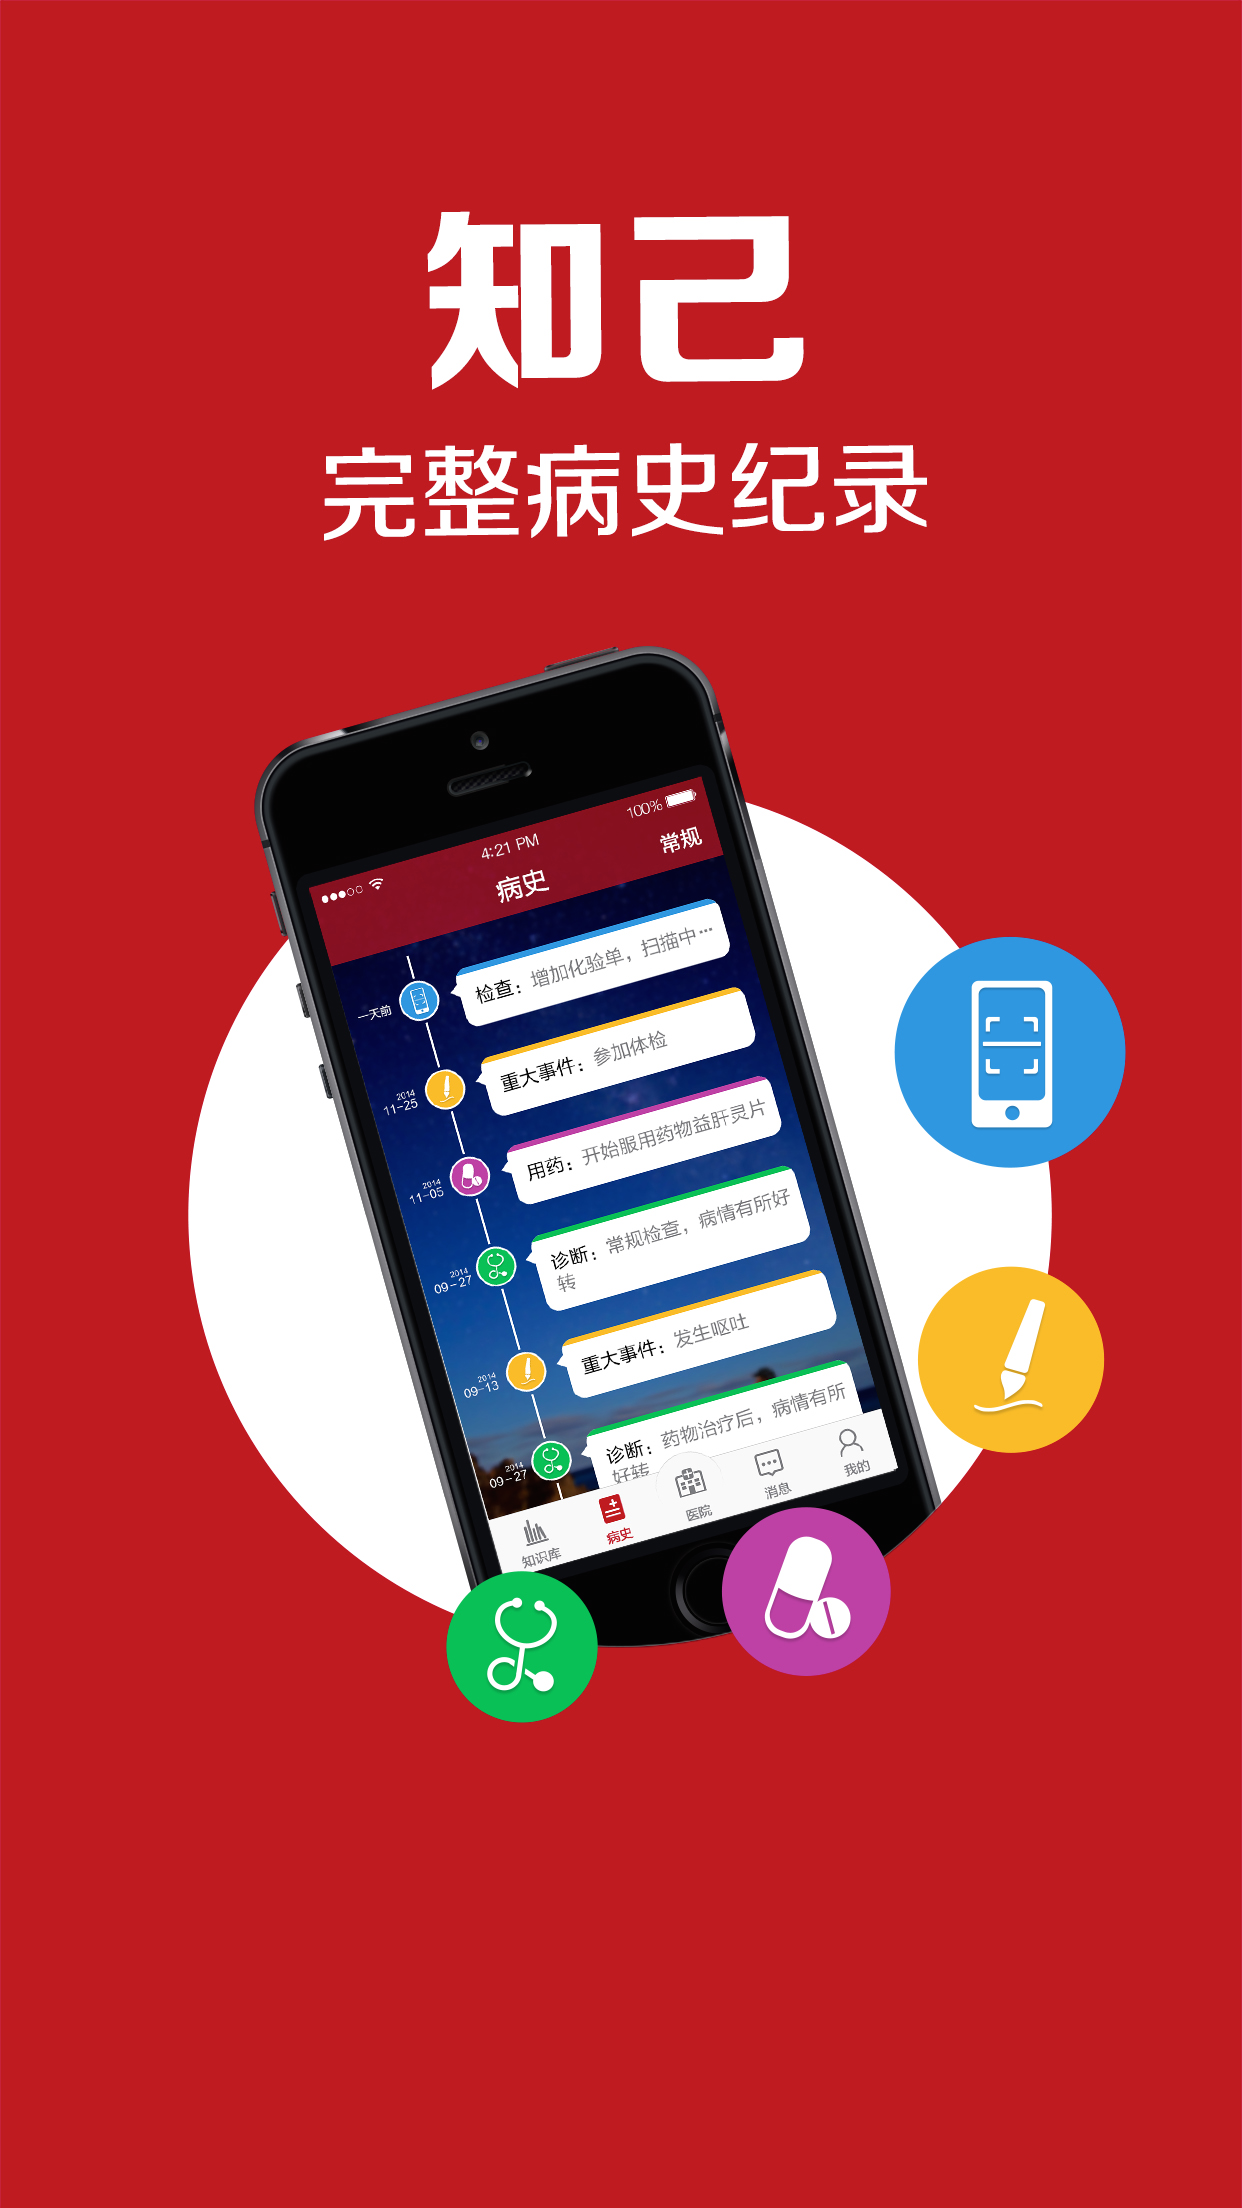 知己
完整病史纪录
4:21 PM
100%
病史
常规
一天前
检查：增加化验单，扫描中…
2014
11-25
重大事件：参加体检
2014
11-05
用药：开始服用药物益肝灵片
2014
09-27
诊断：常规检查，病情有所好
转
2014
09-13
重大事件：发生呕吐
2014
09-27
诊断：药物治疗后，病情有所
好转
知识库
病史
医院
消息
我的